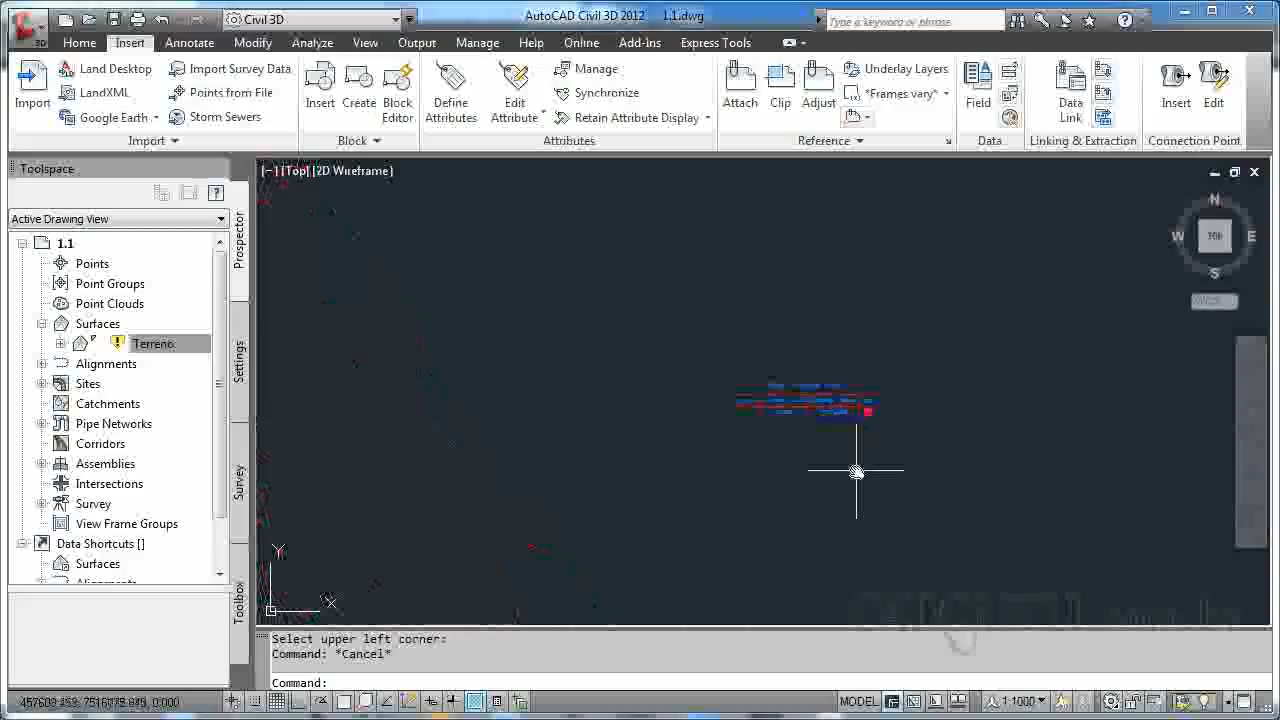 Civil 3D
AutoCAD Civil 3D 2012 1.1.dwg
Type a keyword or phrase
Home Insert Annotate Modify Analyze View Output Manage Help Online Add-Ins Express Tools
Import
Land Desktop
LandXML
Google Earth
Import Survey Data
Points from File
Storm Sewers
Insert
Create
Block Editor
Define Attributes
Edit Attribute
Manage
Synchronize
Retain Attribute Display
Attach
Clip
Adjust
Underlay Layers
*Frames vary*
Field
Data Link
Insert
Edit
Import Block Attributes Reference Data Linking & Extraction Connection Point
Toolspace
Active Drawing View
1.1
Points
Point Groups
Point Clouds
Surfaces
Terreno
Alignments
Sites
Catchments
Pipe Networks
Corridors
Assemblies
Intersections
Survey
View Frame Groups
Data Shortcuts []
Surfaces
Alignments
Prospector
Settings
Survey
Toolbox
[−] [Top] [2D Wireframe]
N
W TOP E
S
Y
X
Select upper left corner:
Command: *Cancel*
Command:
MODEL
1:1000